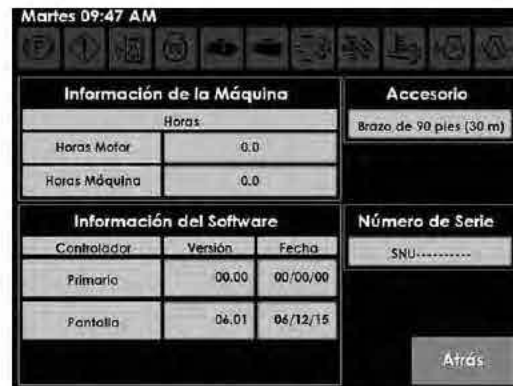 Martes 09:47 AM
Información de la Máquina
Horas
Horas Motor 0.0
Horas Máquina 0.0
Accesorio
Brazo de 90 pies (30 m)
Información del Software
Controlador Versión Fecha
Primario 00.00 00/00/00
Pantalla 06.01 06/12/15
Número de Serie
SNU----------
Atrás